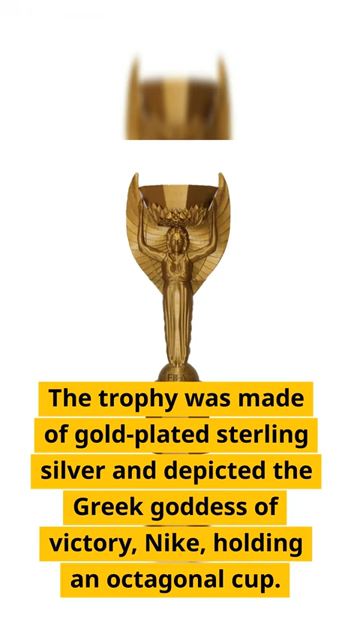 The trophy was made
of gold-plated sterling
silver and depicted the
Greek goddess of
victory, Nike, holding
an octagonal cup.